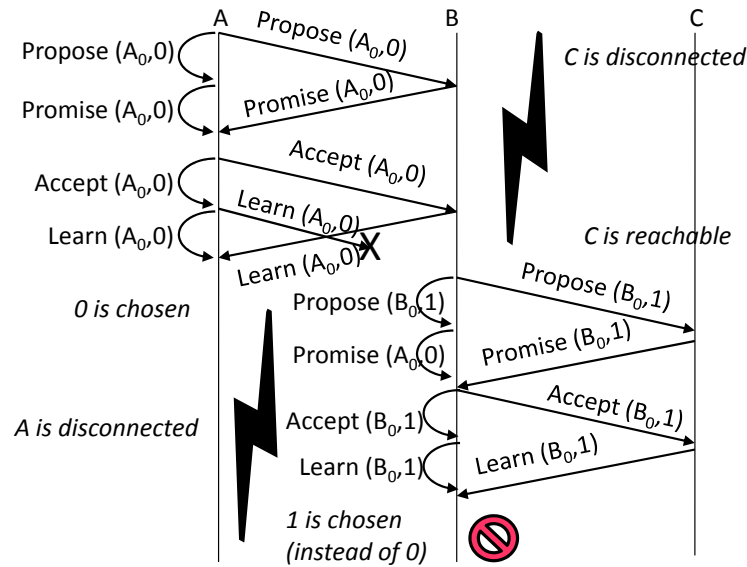 A
B
C
Propose (A₀,0)
Propose (A₀,0)
C is disconnected
Promise (A₀,0)
Promise (A₀,0)
Accept (A₀,0)
Accept (A₀,0)
Learn (A₀,0)
Learn (A₀,0)
X
Learn (A₀,0)
C is reachable
0 is chosen
Propose (B₀,1)
Propose (B₀,1)
Promise (A₀,0)
Promise (B₀,1)
A is disconnected
Accept (B₀,1)
Accept (B₀,1)
Learn (B₀,1)
Learn (B₀,1)
1 is chosen
(instead of 0)